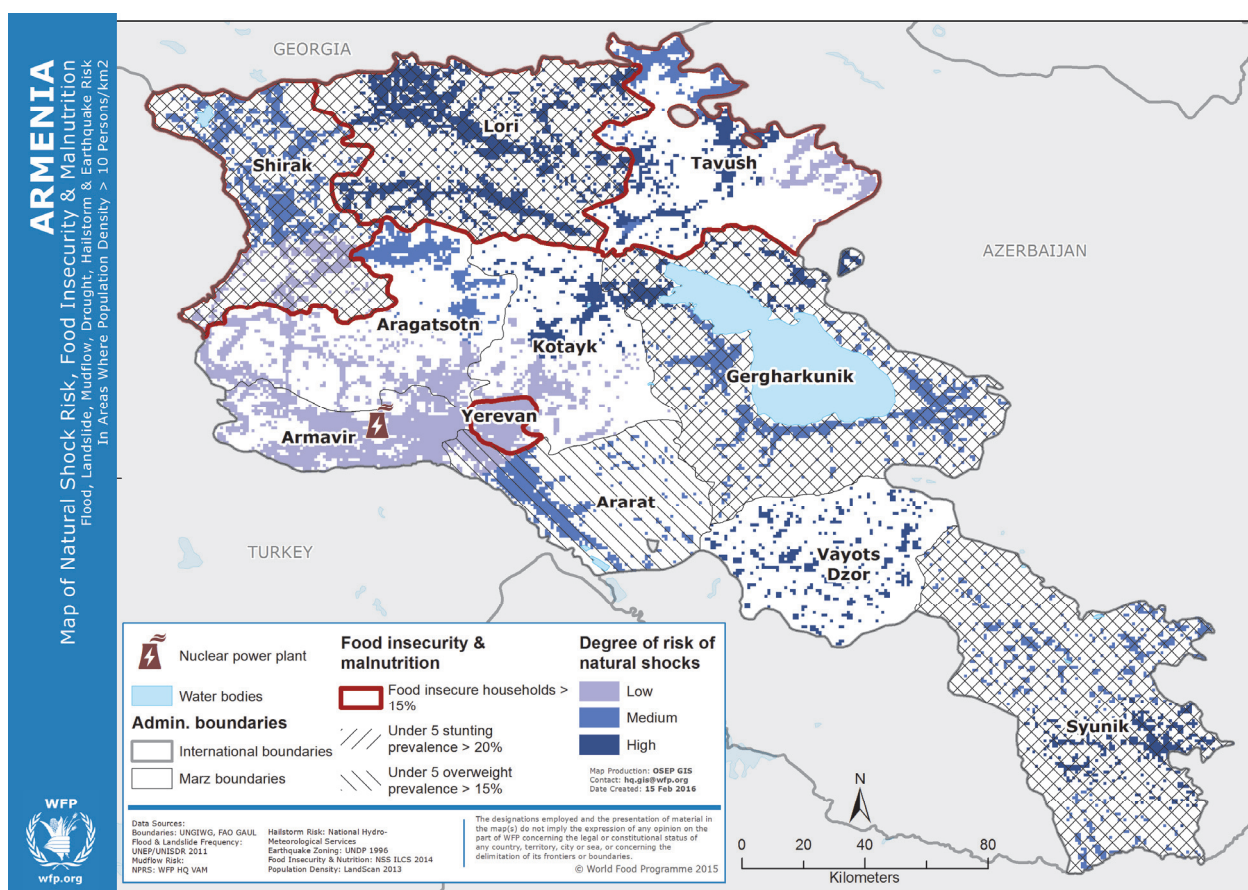 ARMENIA
Map of Natural Shock Risk, Food Insecurity & Malnutrition
Flood, Landslide, Mudflow, Drought, Hailstorm & Earthquake Risk
In Areas Where Population Density > 10 Persons/km2
WFP
wfp.org
GEORGIA
AZERBAIJAN
TURKEY
Lori
Shirak
Tavush
Aragatsotn
Kotayk
Gergharkunik
Yerevan
Armavir
Ararat
Vayots
Dzor
Syunik
Nuclear power plant
Water bodies
Admin. boundaries
International boundaries
Marz boundaries
Food insecurity &
malnutrition
Food insecure households >
15%
Under 5 stunting
prevalence > 20%
Under 5 overweight
prevalence > 15%
Degree of risk of
natural shocks
Low
Medium
High
Map Production: OSEP GIS
Contact: hq.gis@wfp.org
Date Created: 15 Feb 2016
Data Sources:
Boundaries: UNGIWG, FAO GAUL
Flood & Landslide Frequency:
UNEP/UNISDR 2011
Mudflow Risk:
NPRS: WFP HQ VAM
Hailstorm Risk: National Hydro-
Meteorological Services
Earthquake Zoning: UNDP 1996
Food Insecurity & Nutrition: NSS ILCS 2014
Population Density: LandScan 2013
The designations employed and the presentation of material in
the map(s) do not imply the expression of any opinion on the
part of WFP concerning the legal or constitutional status of
any country, territory, city or sea, or concerning the
delimitation of its frontiers or boundaries.
© World Food Programme 2015
N
0 20 40 80
Kilometers